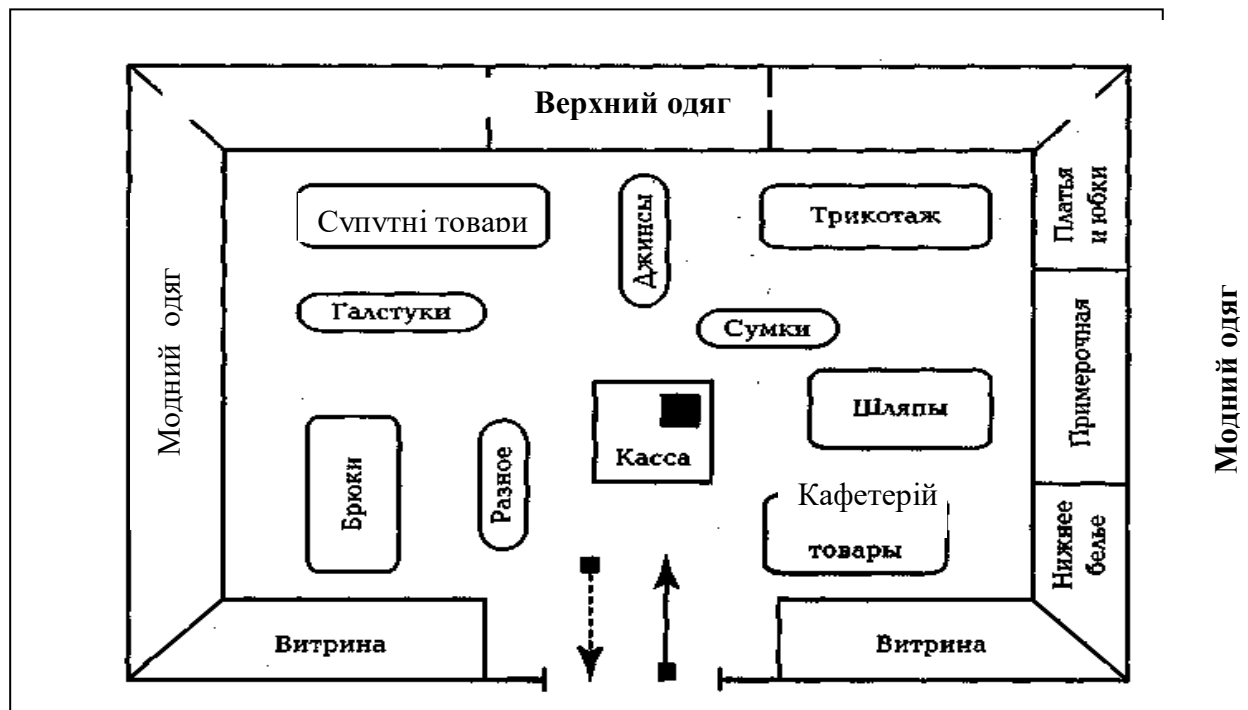 Верхний одяг
Супутні товари
Джинсы
Трикотаж
Платья
и юбки
Модний одяг
Галстуки
Сумки
Примерочная
Модний одяг
Шляпы
Касса
Брюки
Разное
Кафетерій
товары
Нижнее
белье
Витрина
Витрина